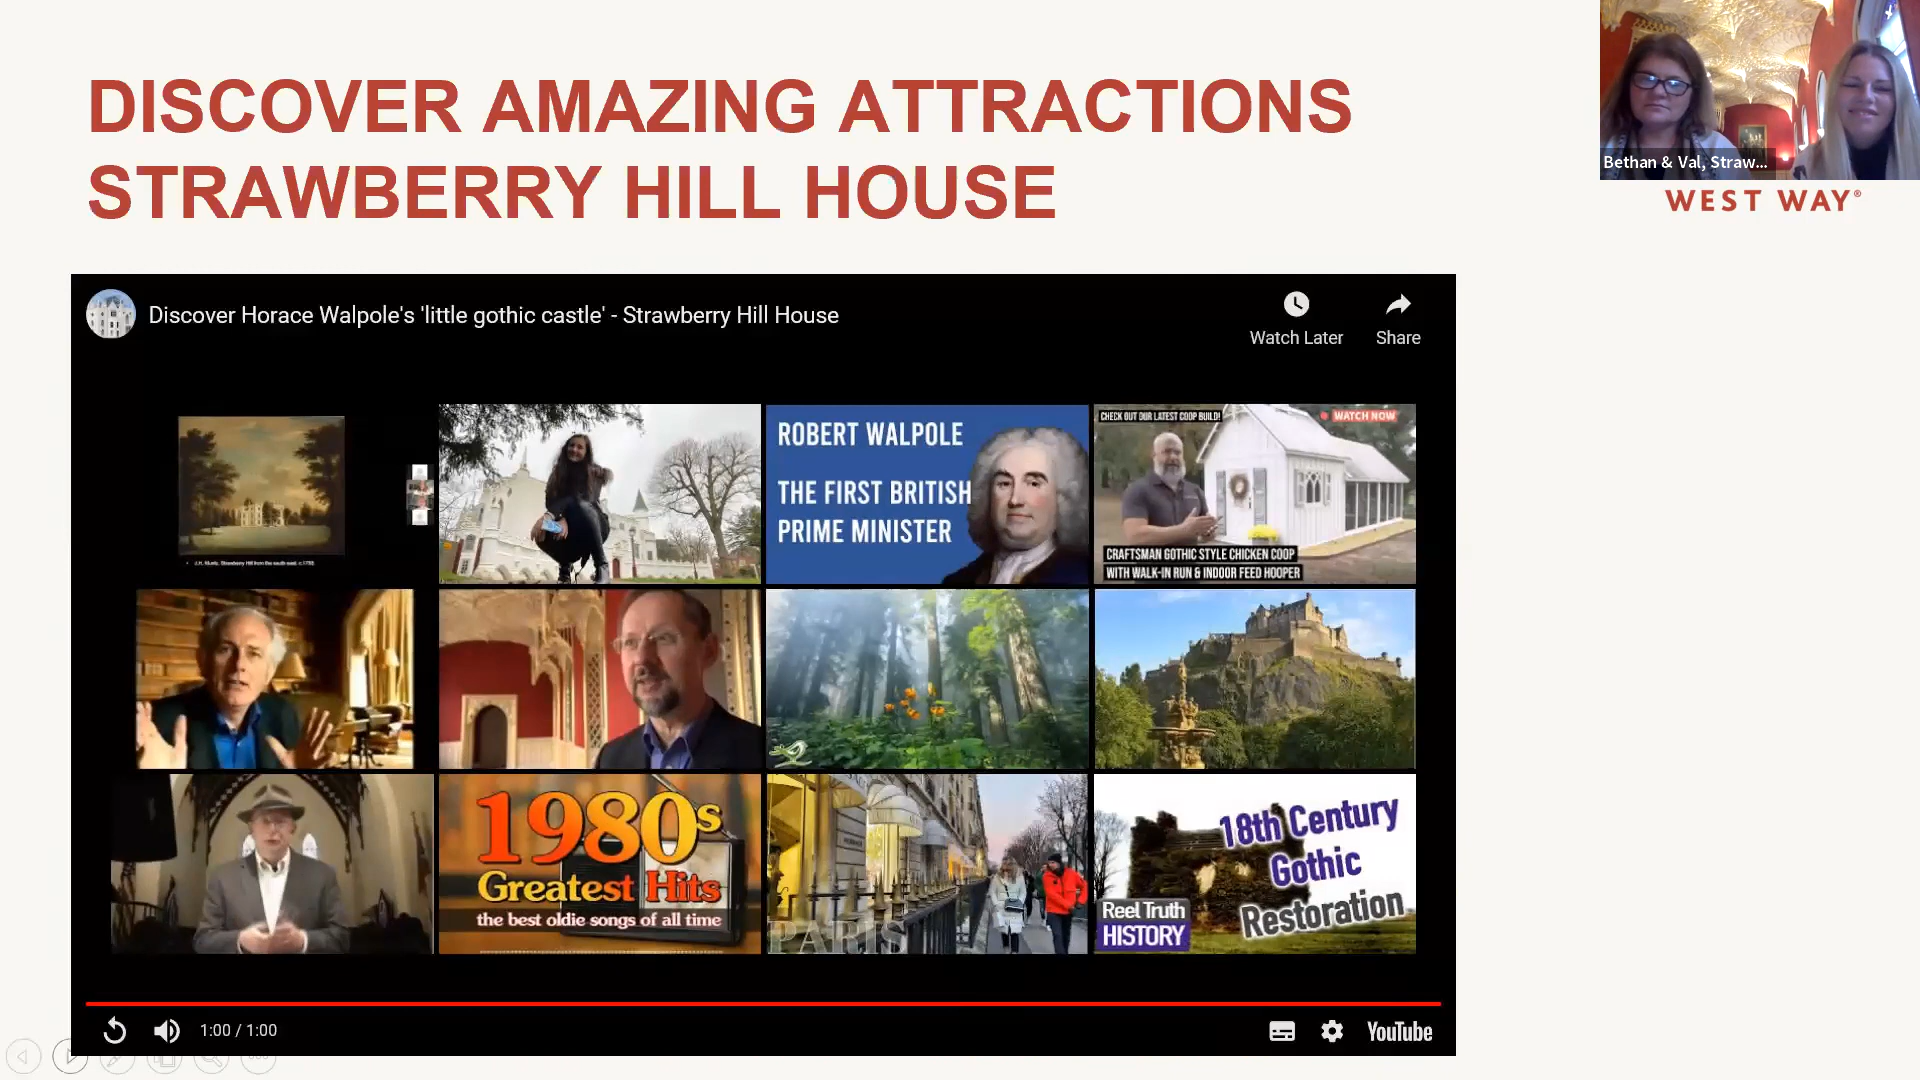 DISCOVER AMAZING ATTRACTIONS
STRAWBERRY HILL HOUSE
Bethan & Val, Straw...
WEST WAY®
Discover Horace Walpole's 'little gothic castle' - Strawberry Hill House
Watch Later
Share
ROBERT WALPOLE
THE FIRST BRITISH
PRIME MINISTER
CHECK OUT OUR LATEST COOP BUILD!
WATCH NOW
CRAFTSMAN GOTHIC STYLE CHICKEN COOP
WITH WALK-IN RUN & INDOOR FEED HOOPER
1980s
Greatest Hits
the best oldie songs of all time
PARIS
18th Century
Gothic
Restoration
Reel Truth
HISTORY
1:00 / 1:00
YouTube